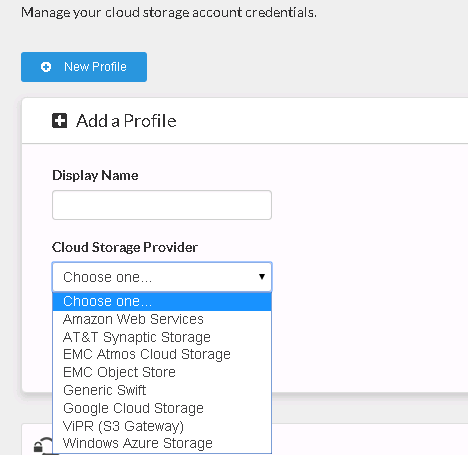 Manage your cloud storage account credentials.
New Profile
Add a Profile
Display Name
Cloud Storage Provider
Choose one...
Choose one...
Amazon Web Services
AT&T Synaptic Storage
EMC Atmos Cloud Storage
EMC Object Store
Generic Swift
Google Cloud Storage
ViPR (S3 Gateway)
Windows Azure Storage